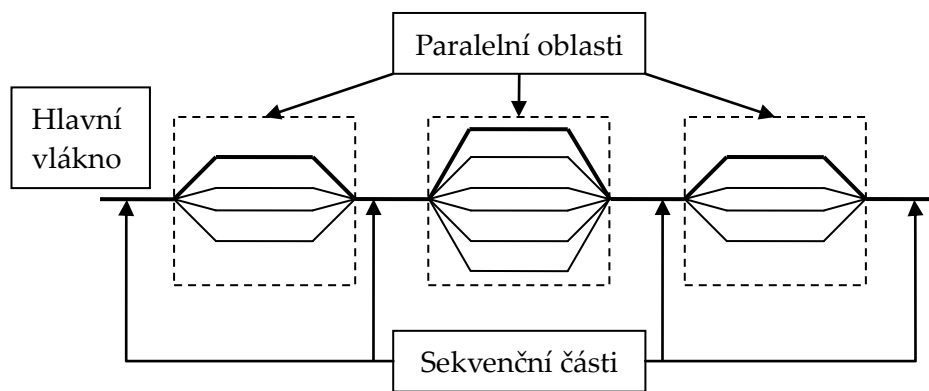 Paralelní oblasti
Hlavní
vlákno
Sekvenční části